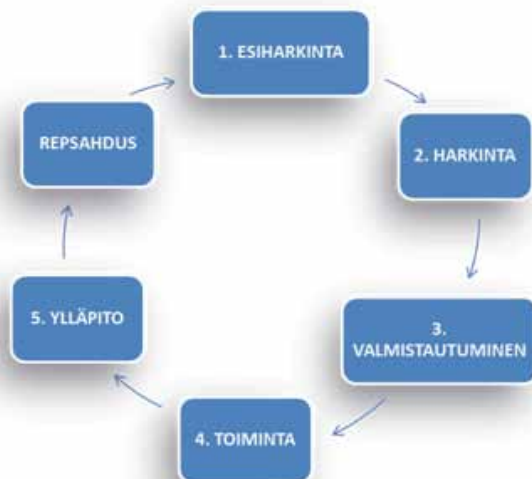 1. ESIHARKINTA
2. HARKINTA
3.
VALMISTAUTUMINEN
4. TOIMINTA
5. YLLÄPITO
REPSAHDUS